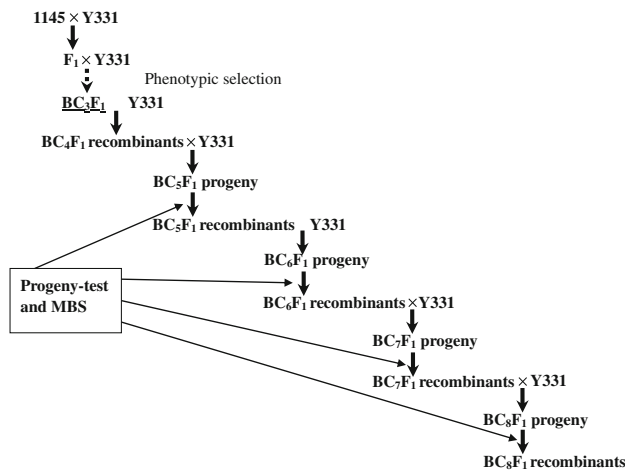 1145 × Y331
F₁ × Y331
Phenotypic selection
BC₃F₁ Y331
BC₄F₁ recombinants × Y331
BC₅F₁ progeny
BC₅F₁ recombinants Y331
BC₆F₁ progeny
Progeny-test
and MBS
BC₆F₁ recombinants × Y331
BC₇F₁ progeny
BC₇F₁ recombinants × Y331
BC₈F₁ progeny
BC₈F₁ recombinants